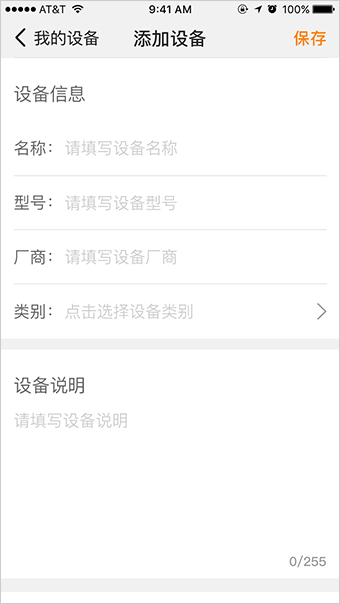 AT&T 9:41 AM 100%
我的设备 添加设备 保存
设备信息
名称： 请填写设备名称
型号： 请填写设备型号
厂商： 请填写设备厂商
类别： 点击选择设备类别
设备说明
请填写设备说明
0/255